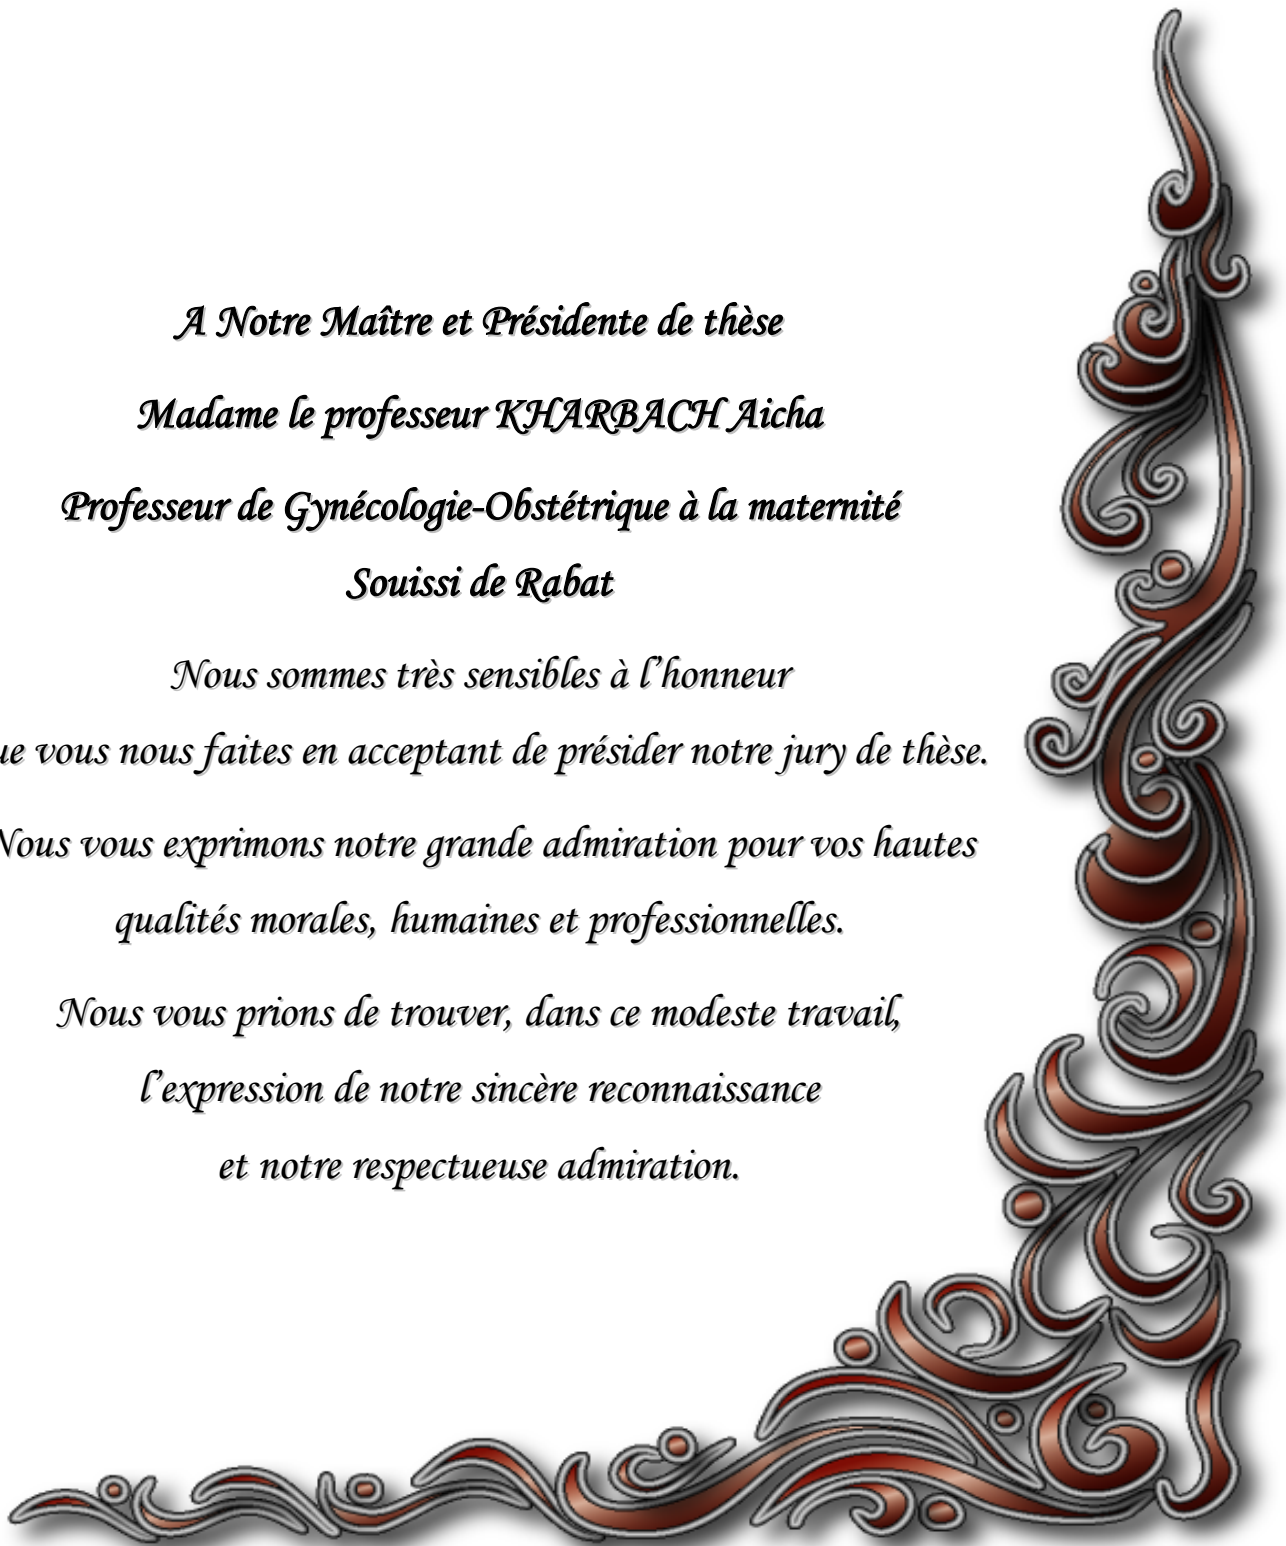 A Notre Maître et Présidente de thèse
Madame le professeur KHARBACH Aicha
Professeur de Gynécologie-Obstétrique à la maternité
Souissi de Rabat
Nous sommes très sensibles à l’honneur
vous nous faites en acceptant de présider notre jury de thèse.
Nous vous exprimons notre grande admiration pour vos hautes
qualités morales, humaines et professionnelles.
Nous vous prions de trouver, dans ce modeste travail,
l’expression de notre sincère reconnaissance
et notre respectueuse admiration.